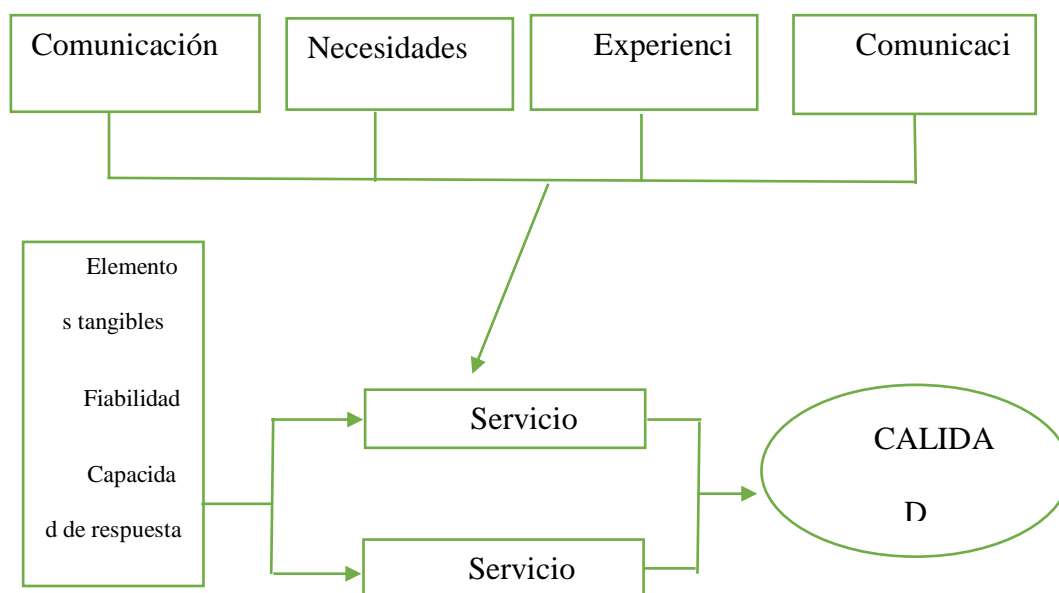 Comunicación
Necesidades
Experienci
Comunicaci
Elemento
s tangibles
Fiabilidad
Capacida
d de respuesta
Servicio
Servicio
CALIDA
D